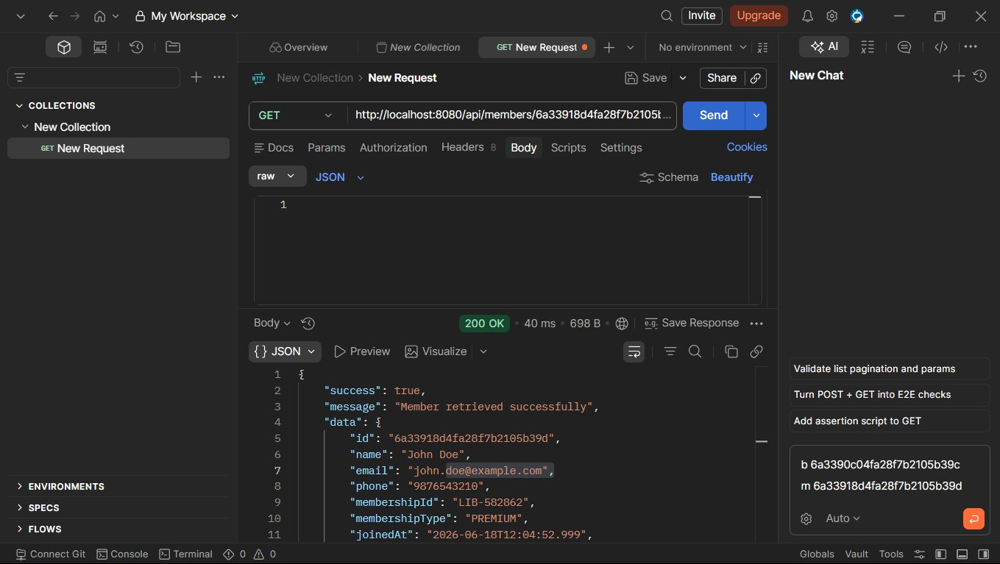 My Workspace
Invite
Upgrade
Overview
New Collection
GET New Request
No environment
AI
HTTP New Collection > New Request
Save
Share
New Chat
COLLECTIONS
New Collection
GET New Request
GET
http://localhost:8080/api/members/6a33918d4fa28f7b2105b...
Send
Docs
Params
Authorization
Headers 8
Body
Scripts
Settings
Cookies
raw
JSON
Schema
Beautify
1
Body
200 OK • 40 ms • 698 B
e.g. Save Response
{} JSON
Preview
Visualize
1 {
2 "success": true,
3 "message": "Member retrieved successfully",
4 "data": {
5 "id": "6a33918d4fa28f7b2105b39d",
6 "name": "John Doe",
7 "email": "john.doe@example.com",
8 "phone": "9876543210",
9 "membershipId": "LIB-582862",
10 "membershipType": "PREMIUM",
11 "joinedAt": "2026-06-18T12:04:52.999",
Validate list pagination and params
Turn POST + GET into E2E checks
Add assertion script to GET
b 6a3390c04fa28f7b2105b39c
m 6a33918d4fa28f7b2105b39d
Auto
ENVIRONMENTS
SPECS
FLOWS
Connect Git
Console
Terminal
0
0
Globals
Vault
Tools